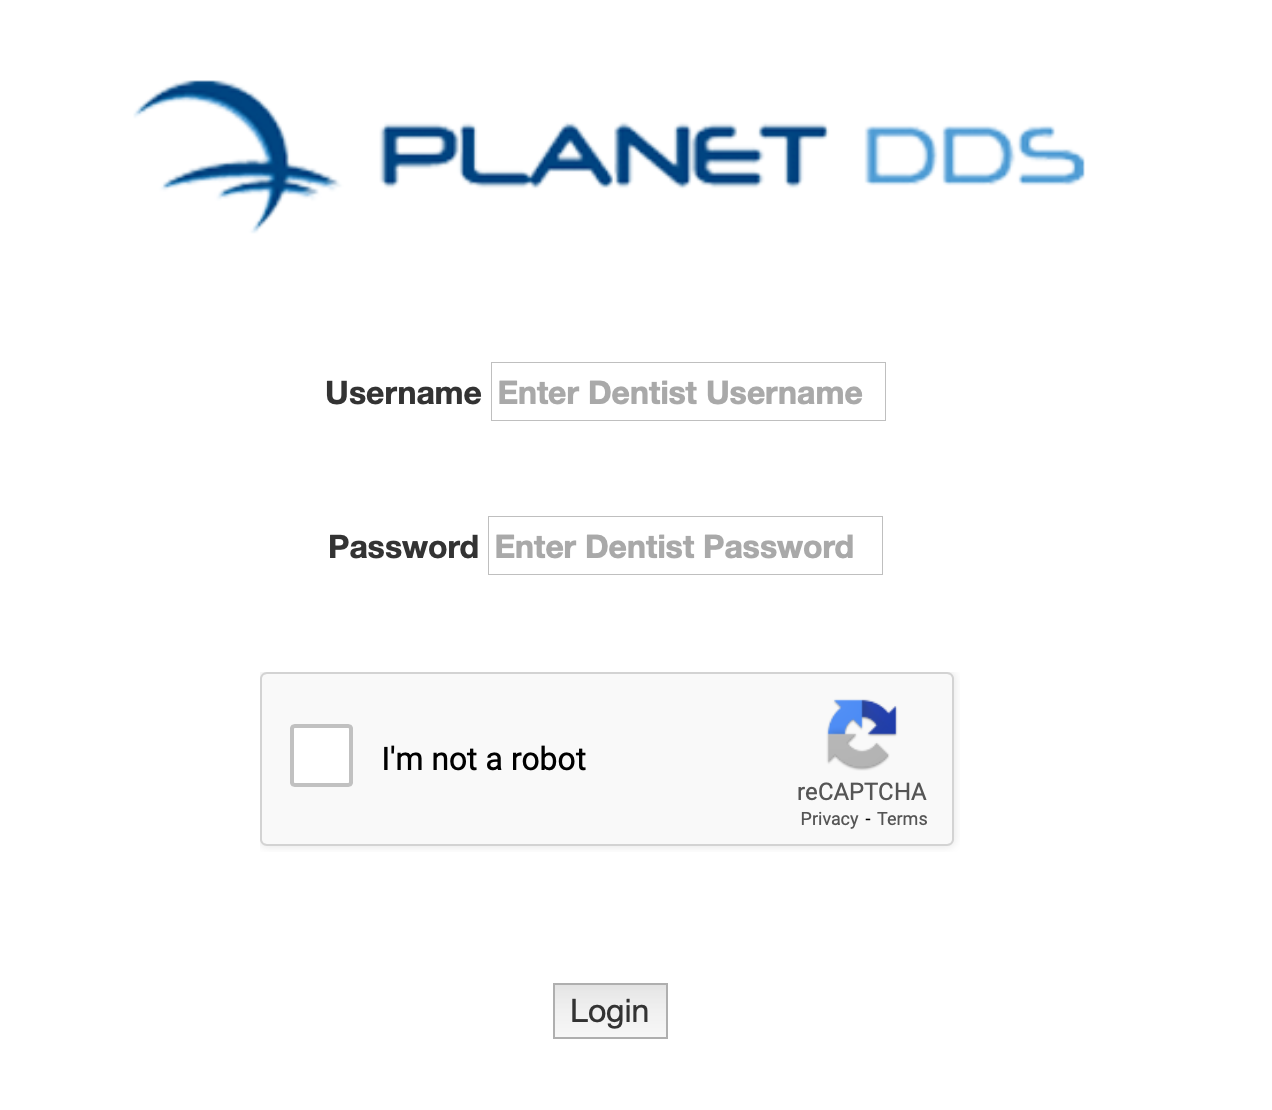 PLANET DDS
Username Enter Dentist Username
Password Enter Dentist Password
I'm not a robot
reCAPTCHA
Privacy - Terms
Login